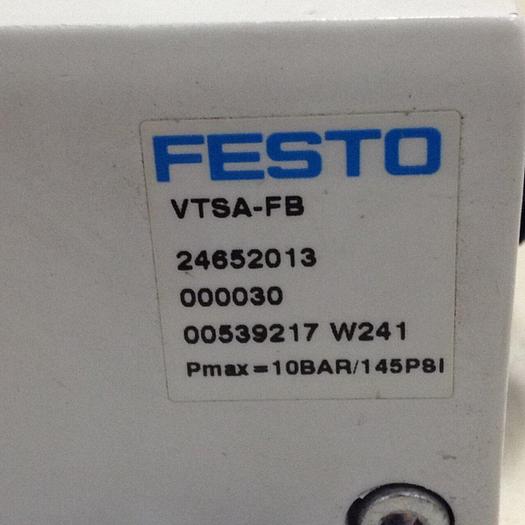 FESTO
VTSA-FB
24652013
000030
00539217 W241
Pmax=10BAR/145PSI